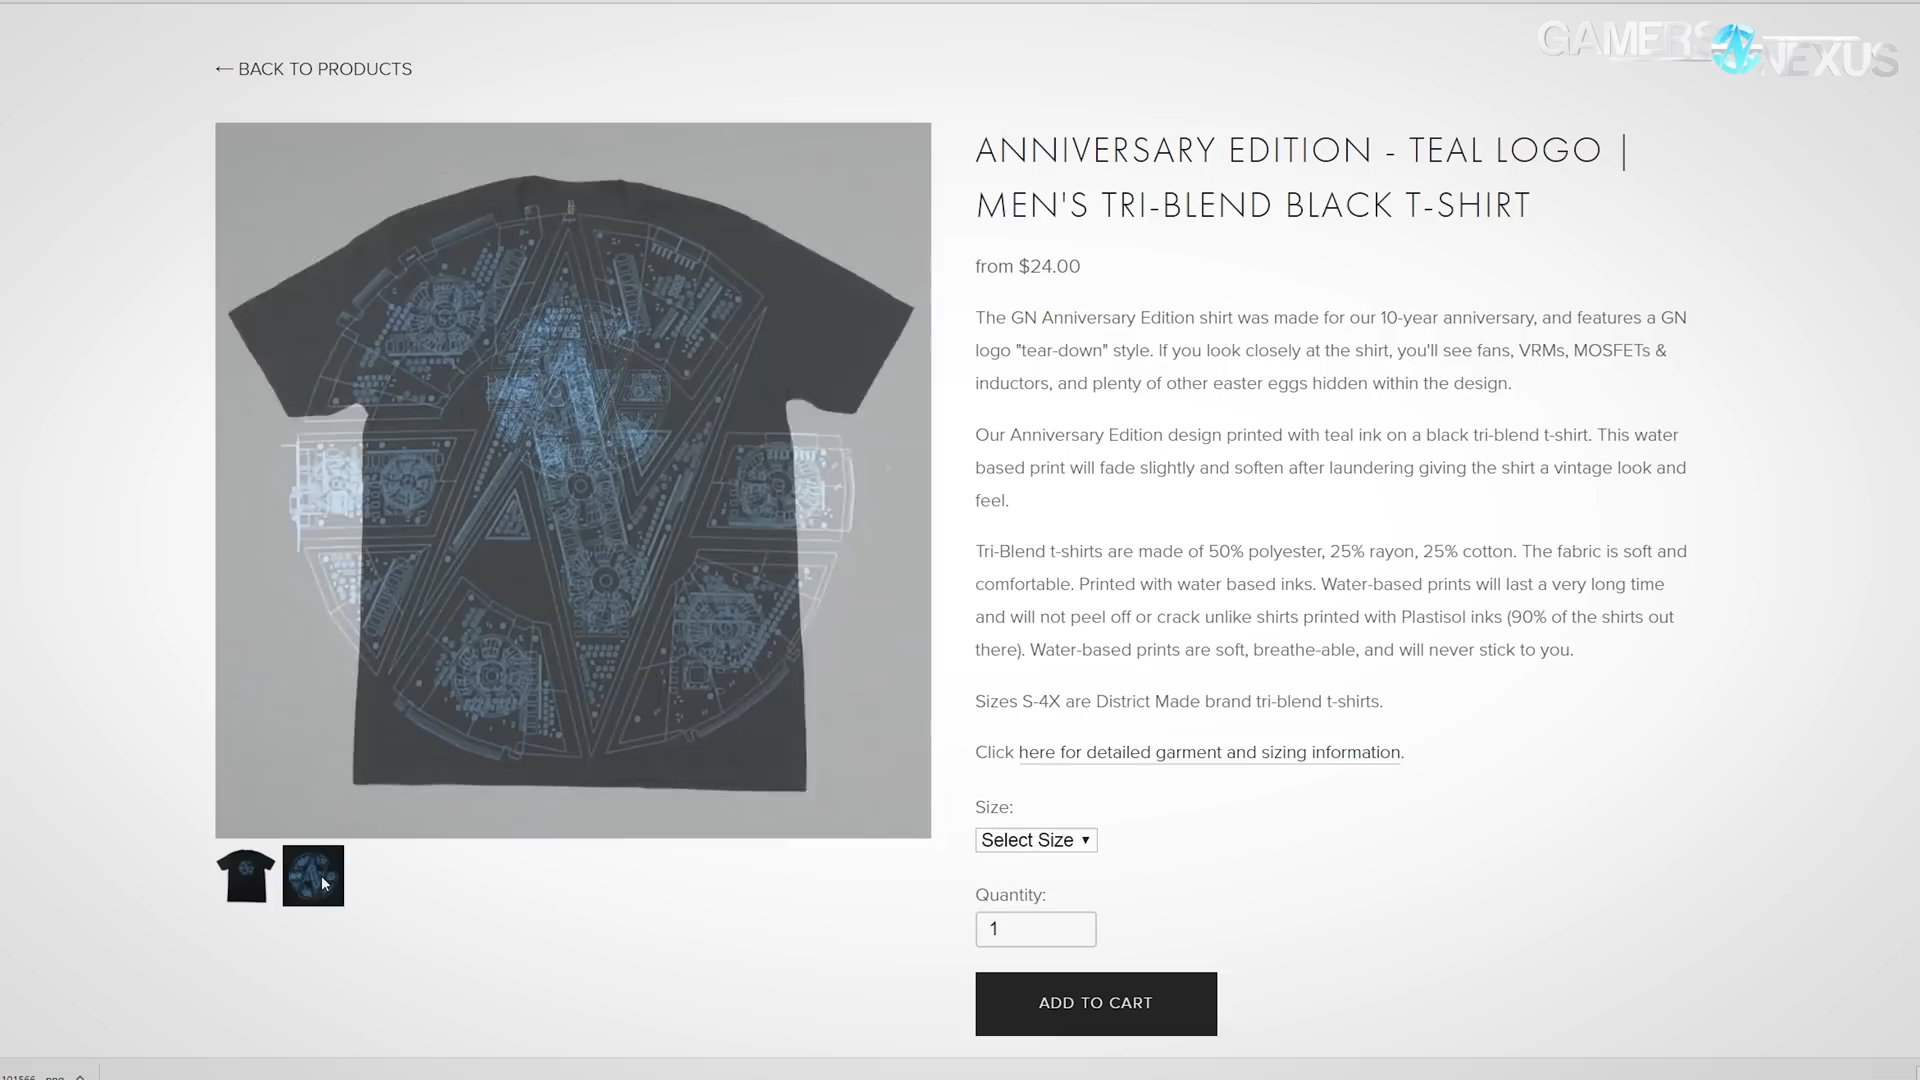 GAMERS NEXUS
← BACK TO PRODUCTS
ANNIVERSARY EDITION - TEAL LOGO |
MEN'S TRI-BLEND BLACK T-SHIRT
from $24.00
The GN Anniversary Edition shirt was made for our 10-year anniversary, and features a GN
logo "tear-down" style. If you look closely at the shirt, you'll see fans, VRMs, MOSFETs &
inductors, and plenty of other easter eggs hidden within the design.
Our Anniversary Edition design printed with teal ink on a black tri-blend t-shirt. This water
based print will fade slightly and soften after laundering giving the shirt a vintage look and
feel.
Tri-Blend t-shirts are made of 50% polyester, 25% rayon, 25% cotton. The fabric is soft and
comfortable. Printed with water based inks. Water-based prints will last a very long time
and will not peel off or crack unlike shirts printed with Plastisol inks (90% of the shirts out
there). Water-based prints are soft, breathe-able, and will never stick to you.
Sizes S-4X are District Made brand tri-blend t-shirts.
Click here for detailed garment and sizing information.
Size:
Select Size
Quantity:
1
ADD TO CART